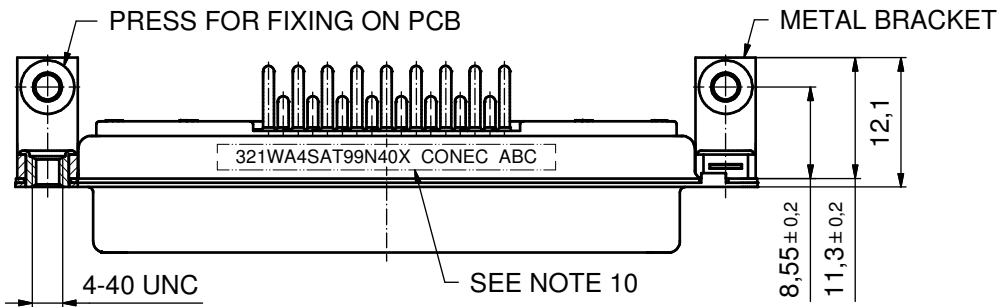 PRESS FOR FIXING ON PCB
METAL BRACKET
321WA4SAT99N40X CONEC ABC
12,1
8,55± 0,2
11,3± 0,2
4-40 UNC
SEE NOTE 10